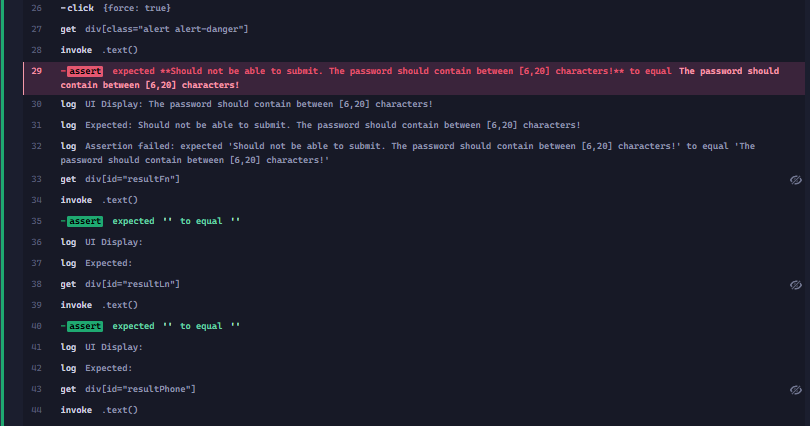 26 -click {force: true}
27 get div[class="alert alert-danger"]
28 invoke .text()
29 -assert expected **Should not be able to submit. The password should contain between [6,20] characters!** to equal The password should
contain between [6,20] characters!
30 log UI Display: The password should contain between [6,20] characters!
31 log Expected: Should not be able to submit. The password should contain between [6,20] characters!
32 log Assertion failed: expected 'Should not be able to submit. The password should contain between [6,20] characters!' to equal 'The
password should contain between [6,20] characters!'
33 get div[id="resultFn"]
34 invoke .text()
35 -assert expected '' to equal ''
36 log UI Display:
37 log Expected:
38 get div[id="resultLn"]
39 invoke .text()
40 -assert expected '' to equal ''
41 log UI Display:
42 log Expected:
43 get div[id="resultPhone"]
44 invoke .text()